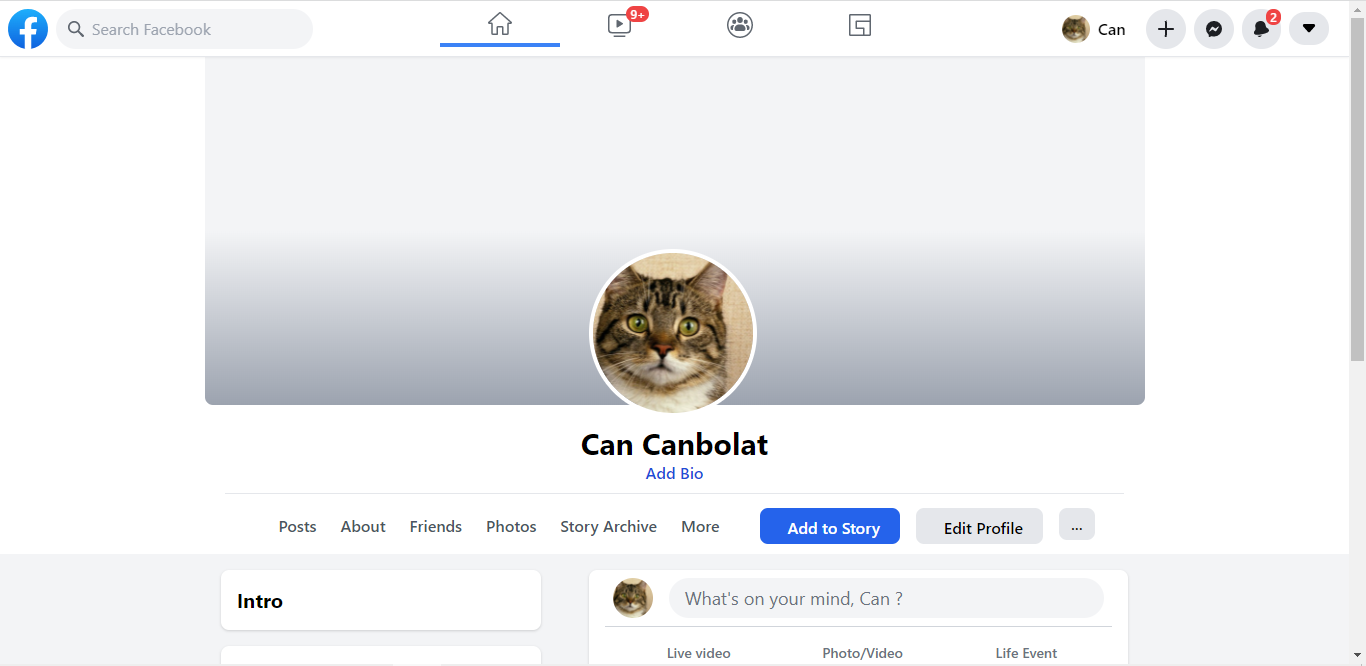 Search Facebook
9+
Can
2
Can Canbolat
Add Bio
Posts About Friends Photos Story Archive More Add to Story Edit Profile ...
Intro
What's on your mind, Can ?
Live video Photo/Video Life Event